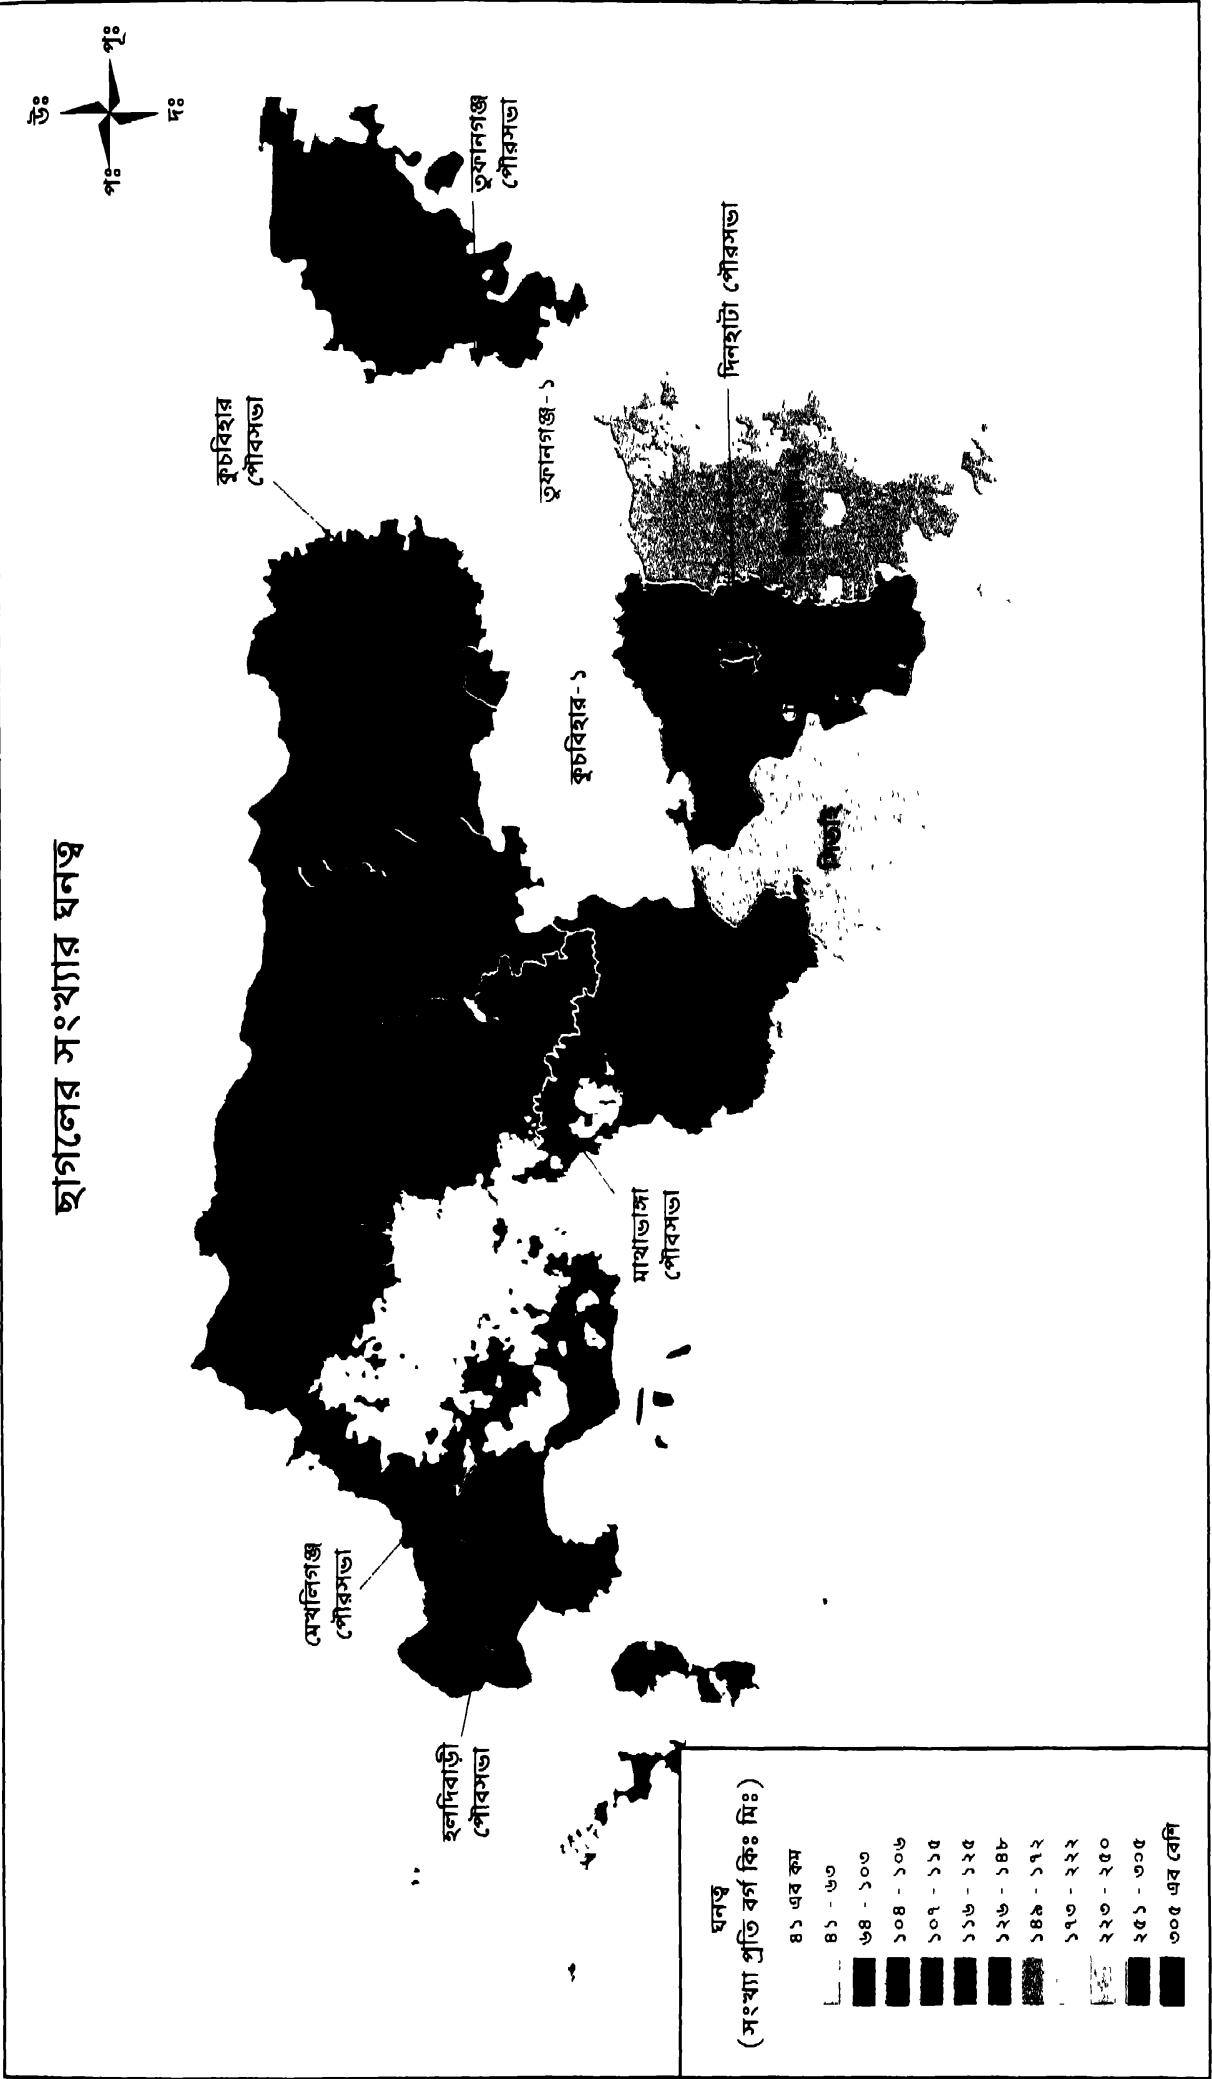 ছাগলের সংখ্যার ঘনত্ব
উঃ
পঃ
পূঃ
দঃ
কুচবিহার
পৌরসভা
তুফানগঞ্জ
পৌরসভা
মেখলিগঞ্জ
পৌরসভা
হলদিবাড়ী
পৌরসভা
তুফানগঞ্জ-১
কুচবিহার-১
মাথাভাঙ্গা
পৌরসভা
দিনহাটা পৌরসভা
সিতাই
ঘনত্ব
(সংখ্যা প্রতি বর্গ কিঃ মিঃ)
৪১ এর কম
৪১ - ৬৩
৬৪ - ১০৩
১০৪ - ১০৬
১০৭ - ১১৫
১১৬ - ১২৫
১২৬ - ১৪৮
১৪৯ - ১৭২
১৭৩ - ২২২
২২৩ - ২৫০
২৫১ - ৩০৫
৩০৫ এর বেশি